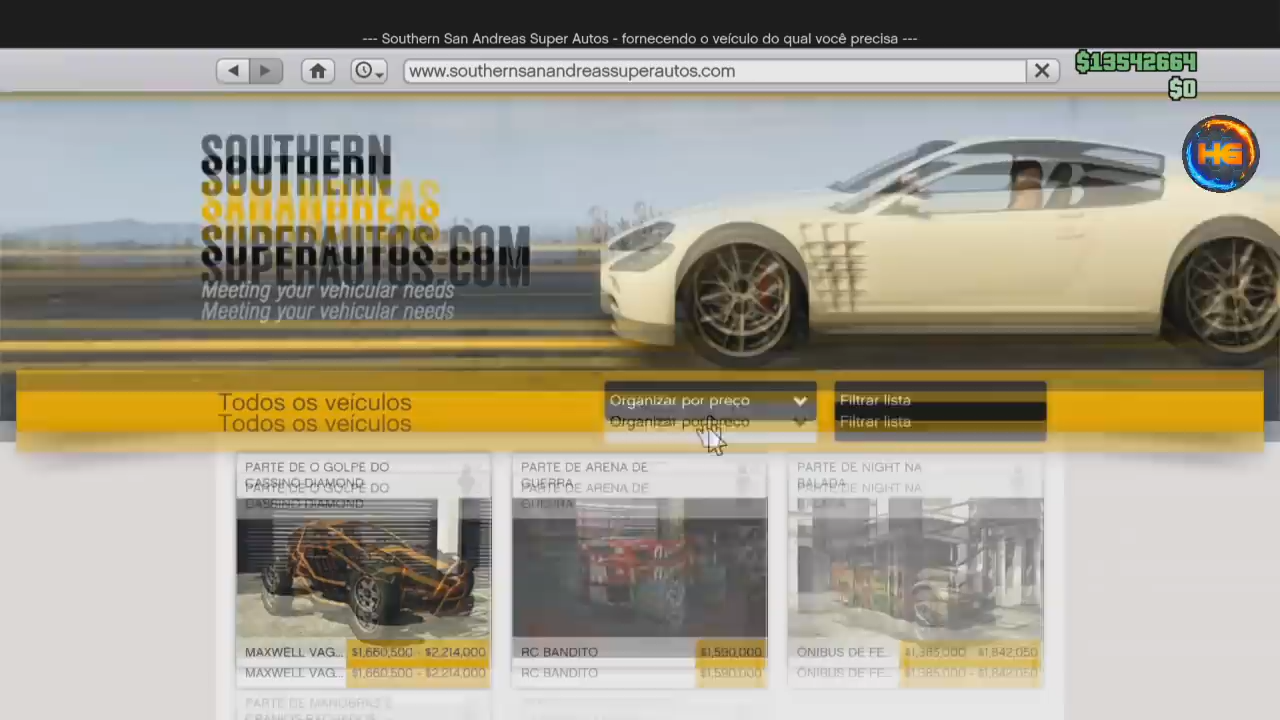 --- Southern San Andreas Super Autos - fornecendo o veículo do qual você precisa ---
www.southernsanandreassuperautos.com
$13542664
$0
HG
SOUTHERN
SANANDREAS
SUPERAUTOS.COM
Meeting your vehicular needs
Meeting your vehicular needs
Todos os veículos
Todos os veículos
Organizar por preço
Organizar por preço
Filtrar lista
Filtrar lista
PARTE DE O GOLPE DO
CASSINO DIAMOND
PARTE DE O GOLPE DO
CASSINO DIAMOND
PARTE DE ARENA DE
GUERRA
PARTE DE ARENA DE
GUERRA
PARTE DE NIGHT NA
BALADA
PARTE DE NIGHT NA
MAXWELL VAG... $1,660,500 - $2,214,000
MAXWELL VAG... $1,660,500 - $2,214,000
RC BANDITO $1,590,000
RC BANDITO $1,590,000
ÔNIBUS DE FE... $1,385,000 - $1,842,050
ÔNIBUS DE FE... $1,385,000 - $1,842,050
PARTE DE MANOBRAS E
CRÂNIOS RACHADOS